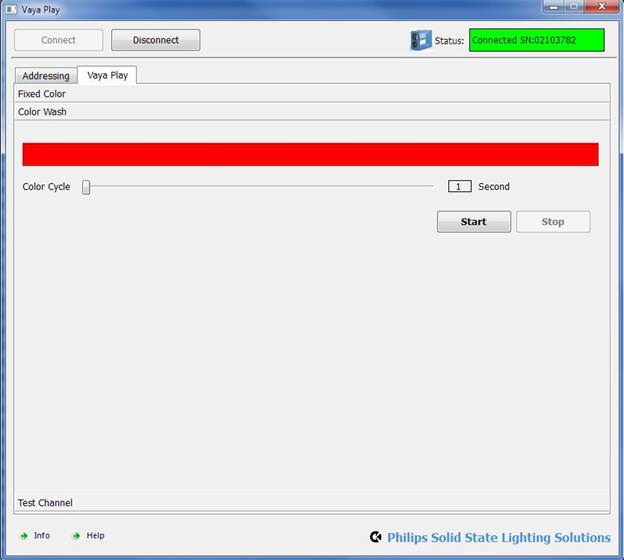 Vaya Play
Connect Disconnect Status: Connected SN:02103782
Addressing Vaya Play
Fixed Color
Color Wash
Color Cycle 1 Second
Start Stop
Test Channel
Info Help Philips Solid State Lighting Solutions